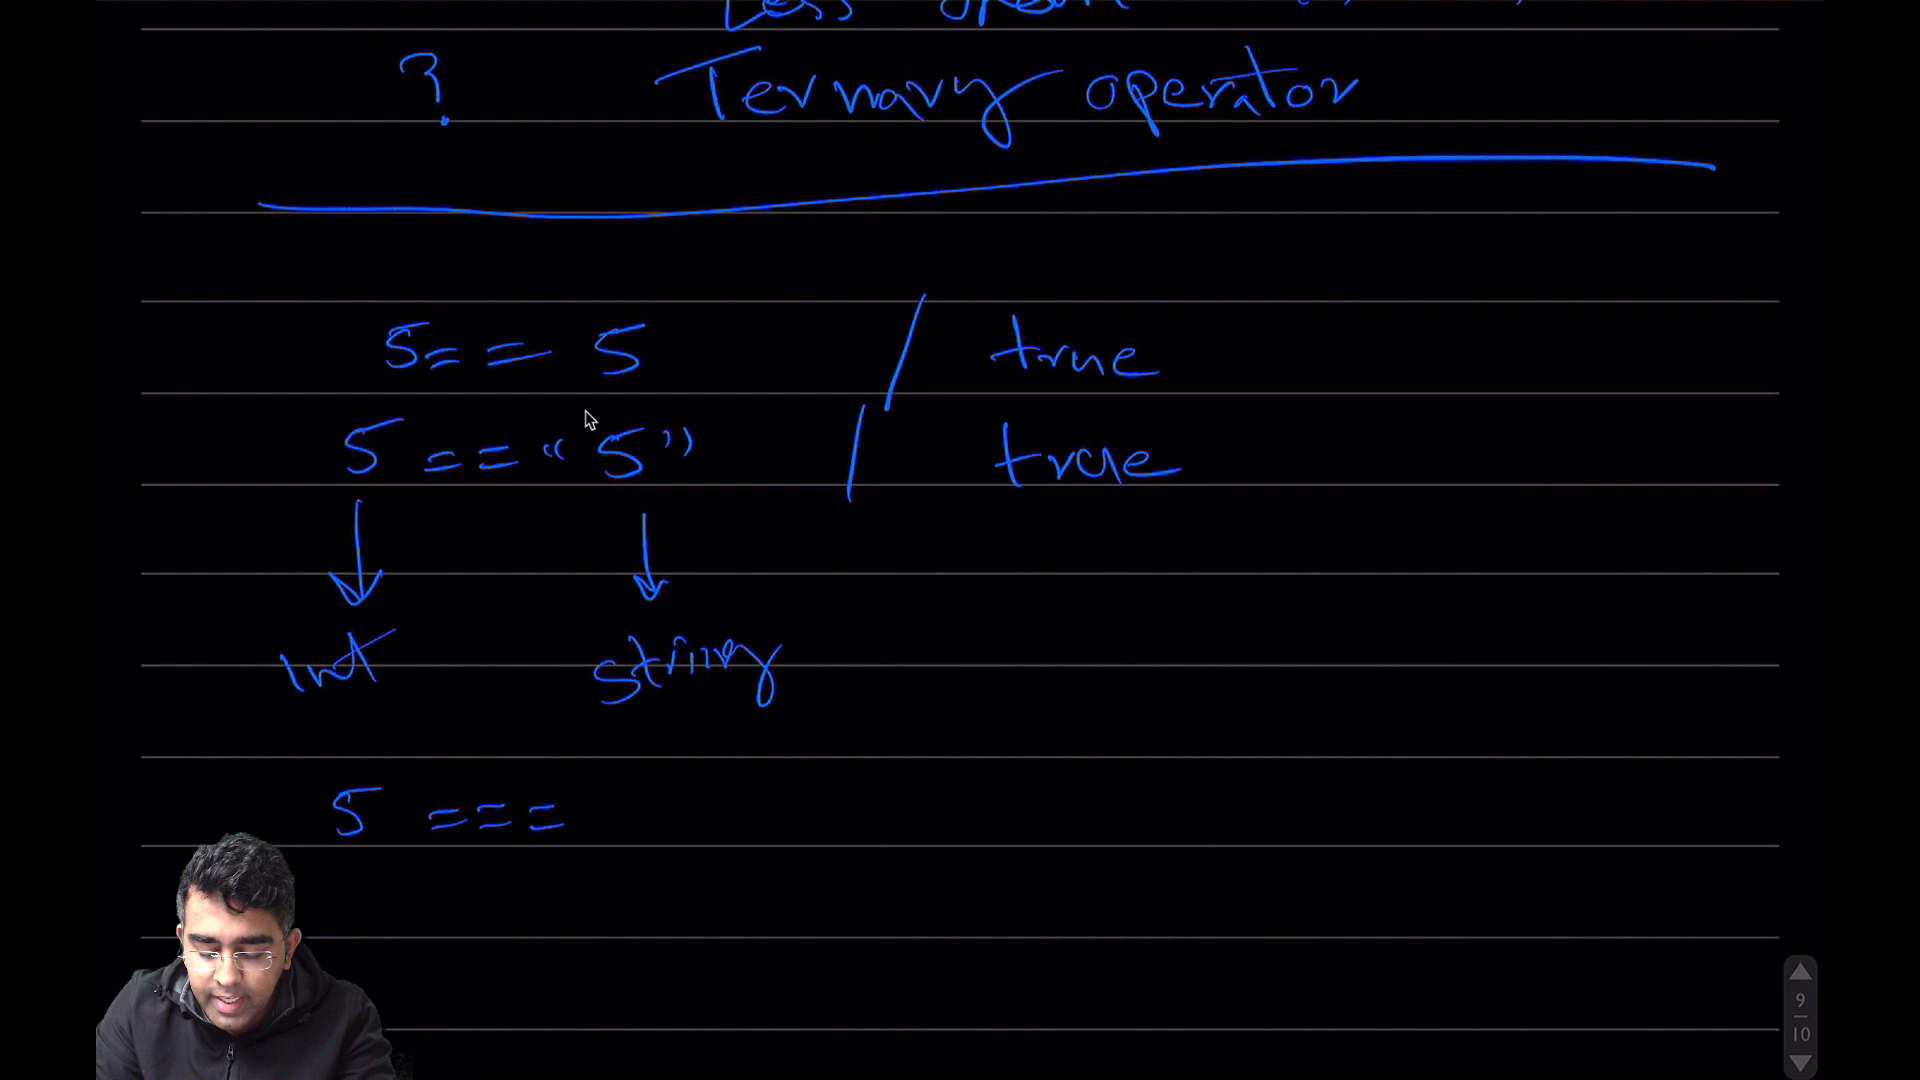 ? Ternary operator
5 == 5 / true
5 == "5" / true
int string
5 ===
9
10